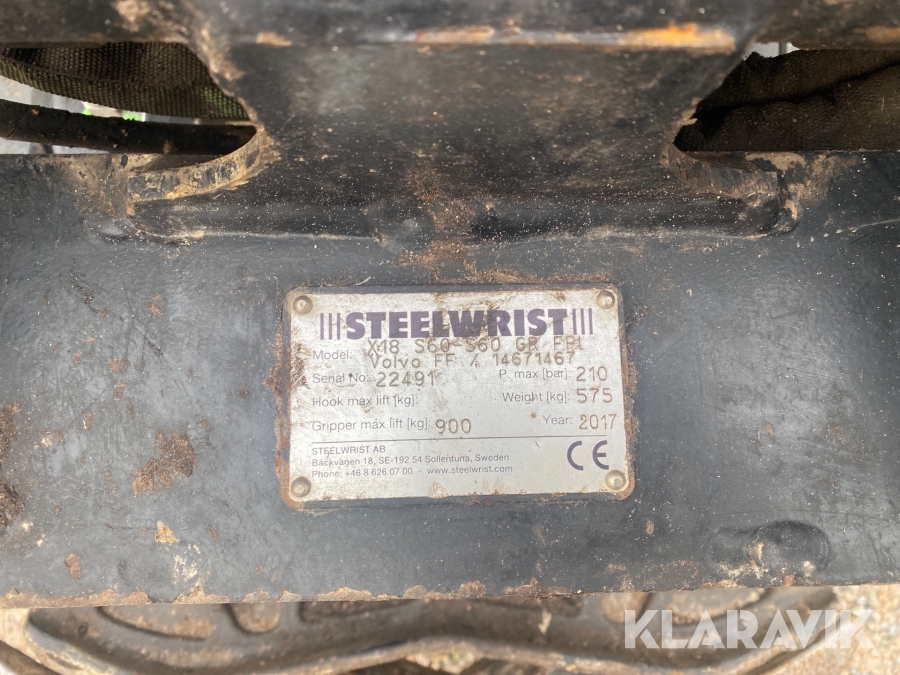 STEELWRIST
Model: X18 S60-S60 GR FPL
Volvo FF / 14671467
Serial No: 22491 P. max [bar]: 210
Hook max lift [kg]: Weight [kg]: 575
Gripper max lift [kg]: 900 Year: 2017
STEELWRIST AB
Bäckvägen 18, SE-192 54 Sollentuna, Sweden
Phone: +46 8 626 07 00 - www.steelwrist.com
CE
KLARAVIK